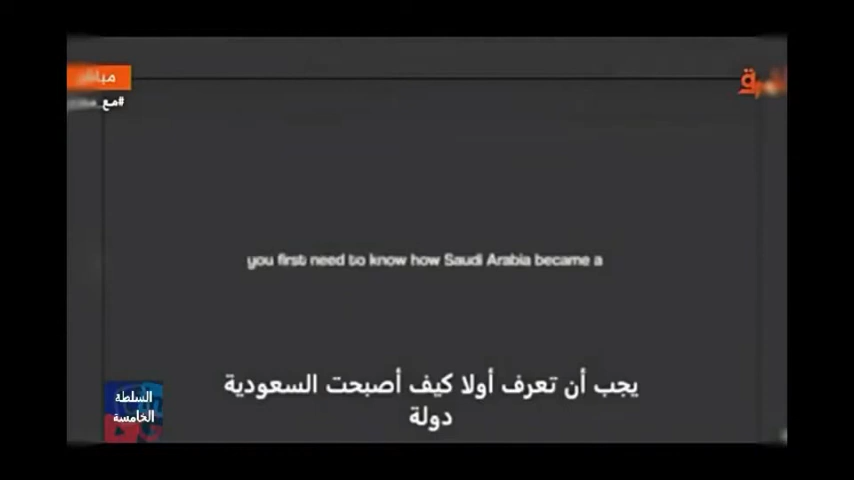 مباشر
#مع
you first need to know how Saudi Arabia became a
يجب أن تعرف أولا كيف أصبحت السعودية
دولة
السلطة
الخامسة